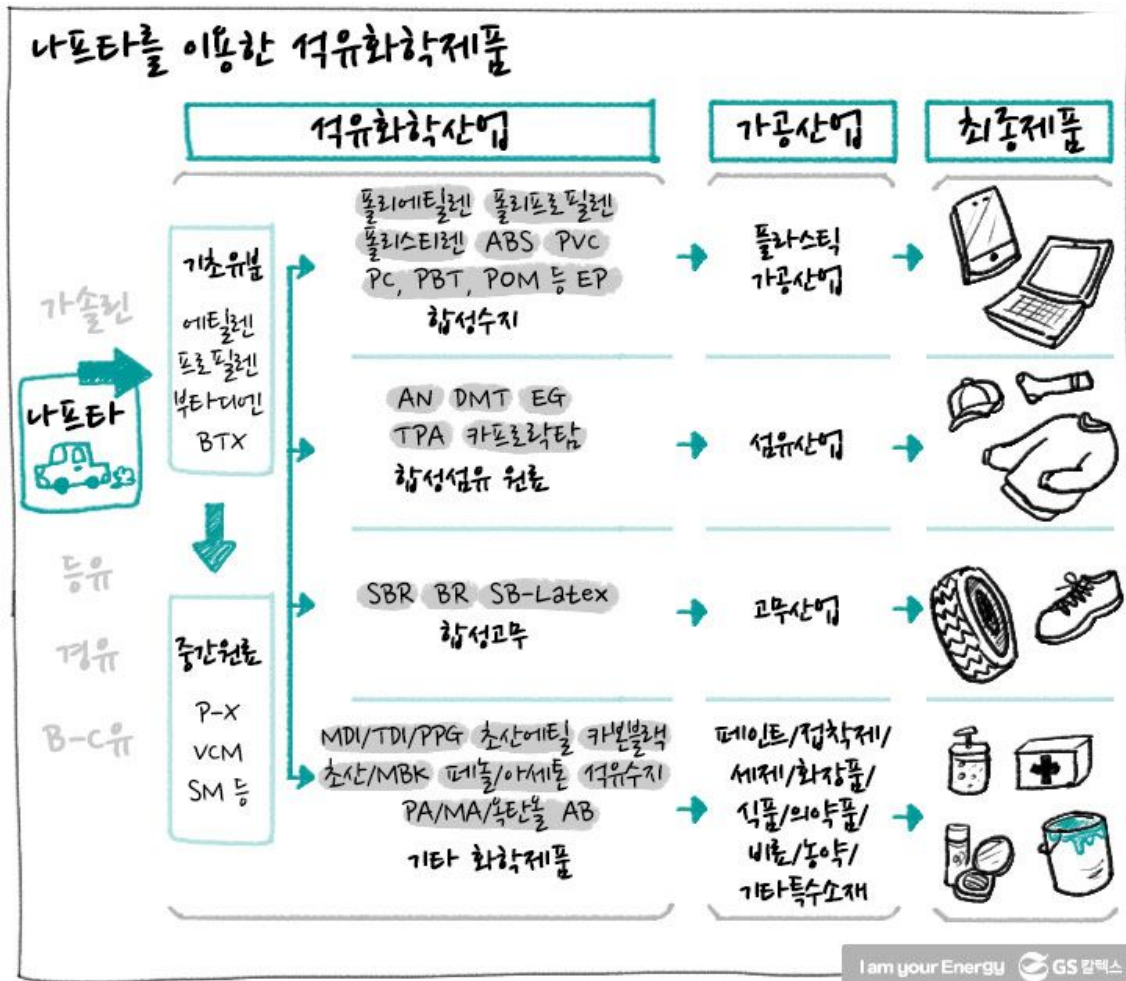 나프타를 이용한 석유화학제품
석유화학산업
가공산업
최종제품
가솔린
나프타
등유
경유
B-C유
기초유분
에틸렌
프로필렌
부타디엔
BTX
중간원료
P-X
VCM
SM 등
폴리에틸렌 폴리프로필렌
폴리스티렌 ABS PVC
PC, PBT, POM 등 EP
합성수지
플라스틱
가공산업
AN DMT EG
TPA 카프로락탐
합성섬유 원료
섬유산업
SBR BR SB-Latex
합성고무
고무산업
MDI/TDI/PPG 초산에틸 카본블랙
초산/MBK 페놀/아세톤 석유수지
PA/MA/옥탄올 AB
기타 화학제품
페인트/접착제/
세제/화장품/
식품/의약품/
비료/농약/
기타특수소재
I am your Energy GS칼텍스